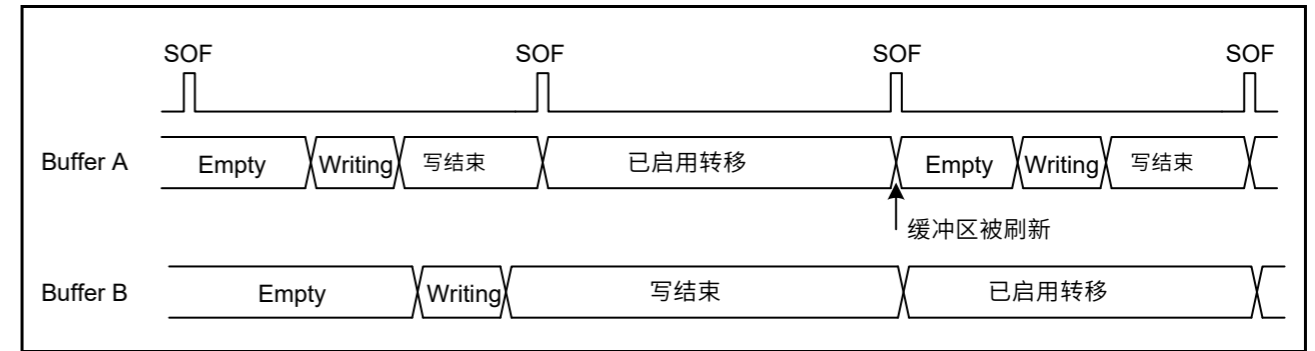 SOF SOF SOF SOF
Buffer A Empty Writing 写结束 已启用转移 Empty Writing 写结束
缓冲区被刷新
Buffer B Empty Writing 写结束 已启用转移